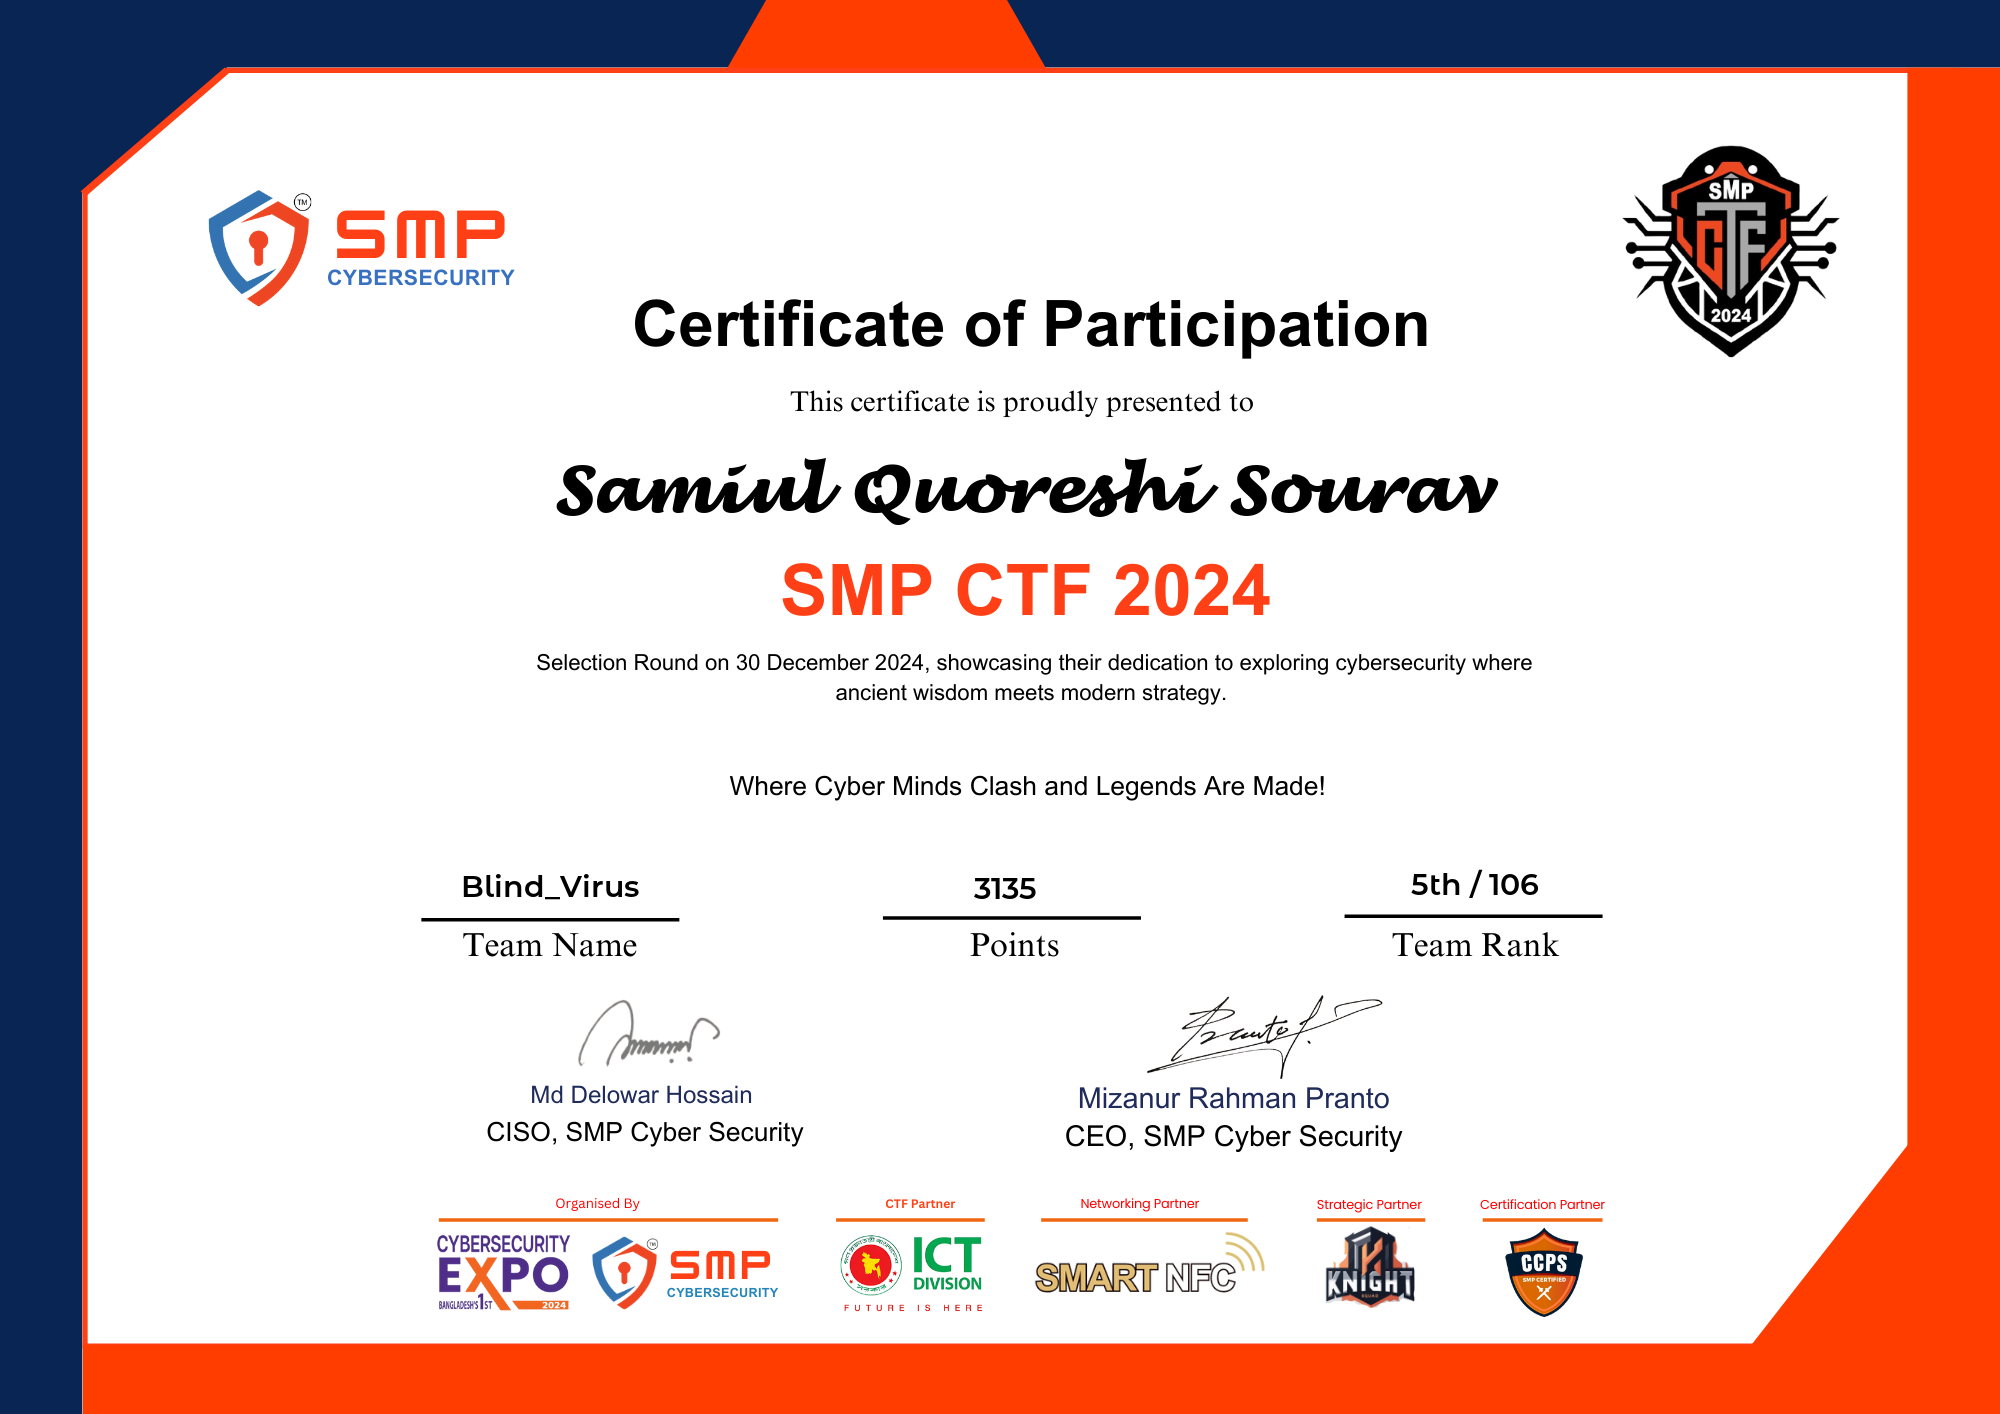 TM
SMP
CYBERSECURITY
SMP
CTF
2024
Certificate of Participation
This certificate is proudly presented to
Samiul Quoreshi Sourav
SMP CTF 2024
Selection Round on 30 December 2024, showcasing their dedication to exploring cybersecurity where
ancient wisdom meets modern strategy.
Where Cyber Minds Clash and Legends Are Made!
Blind_Virus
Team Name
3135
Points
5th / 106
Team Rank
Md Delowar Hossain
CISO, SMP Cyber Security
Pranto
Mizanur Rahman Pranto
CEO, SMP Cyber Security
Organised By
CYBERSECURITY
EXPO
BANGLADESH'S 1ST 2024
TM
SMP
CYBERSECURITY
CTF Partner
ICT
DIVISION
FUTURE IS HERE
Networking Partner
SMART NFC
Strategic Partner
KNIGHT
SQUAD
Certification Partner
CCPS
SMP CERTIFIED